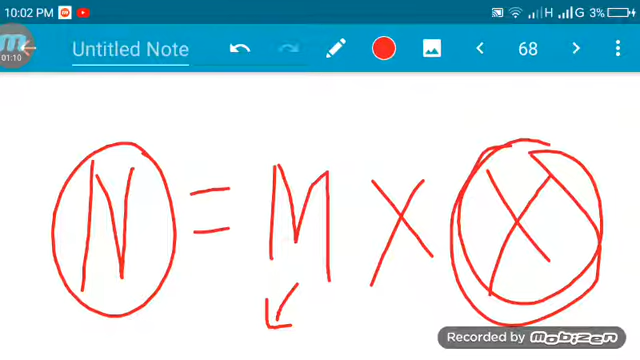 10:02 PM H G 3%
01:10 Untitled Note 68
N = M X X
Recorded by mobizen